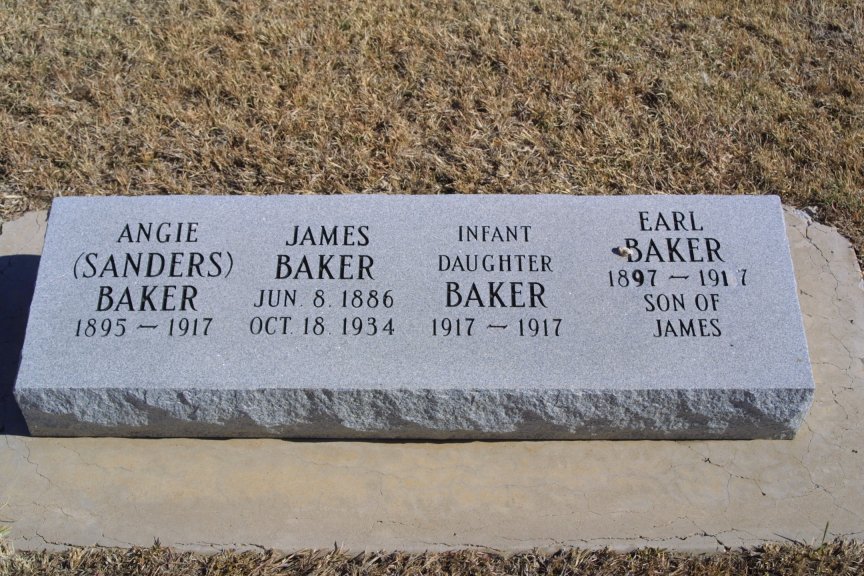 ANGIE
(SANDERS)
BAKER
1895 – 1917
JAMES
BAKER
JUN. 8. 1886
OCT. 18. 1934
INFANT
DAUGHTER
BAKER
1917 – 1917
EARL
BAKER
1897 – 1917
SON OF
JAMES